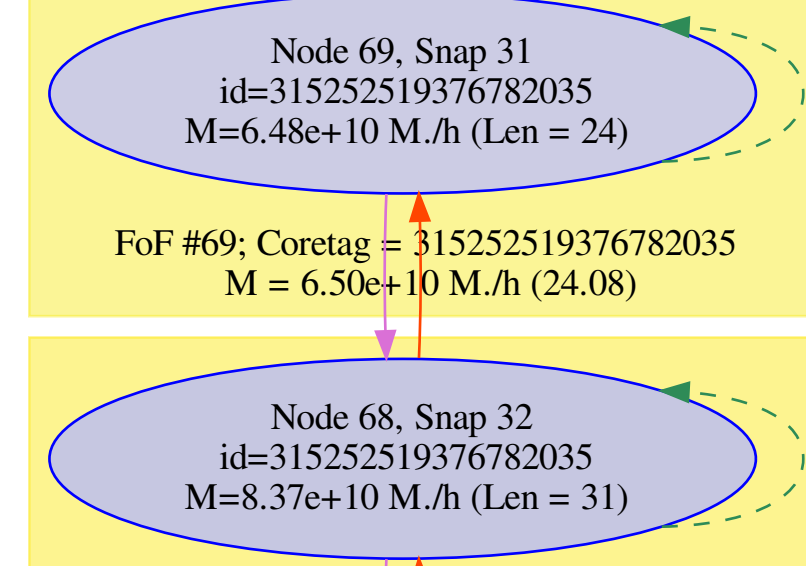 Node 69, Snap 31
id=315252519376782035
M=6.48e+10 M./h (Len = 24)
FoF #69; Coretag = 315252519376782035
M = 6.50e+10 M./h (24.08)
Node 68, Snap 32
id=315252519376782035
M=8.37e+10 M./h (Len = 31)